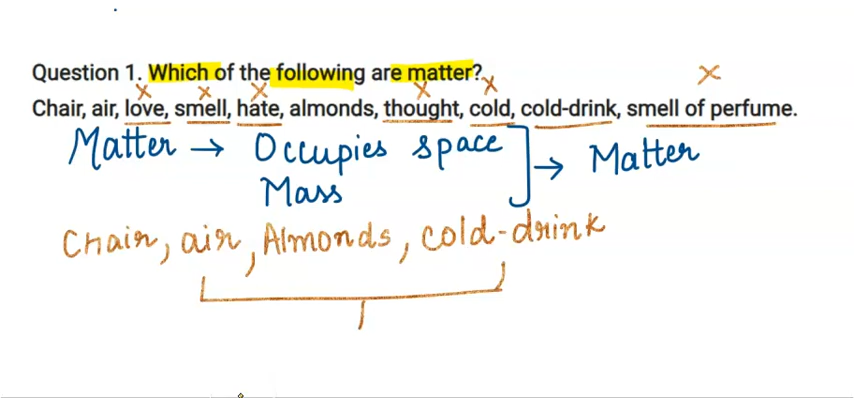 Question 1. Which of the following are matter?
Chair, air, love, smell, hate, almonds, thought, cold, cold-drink, smell of perfume.
Matter → Occupies space → Matter
Mass
Chair, air, Almonds, cold-drink